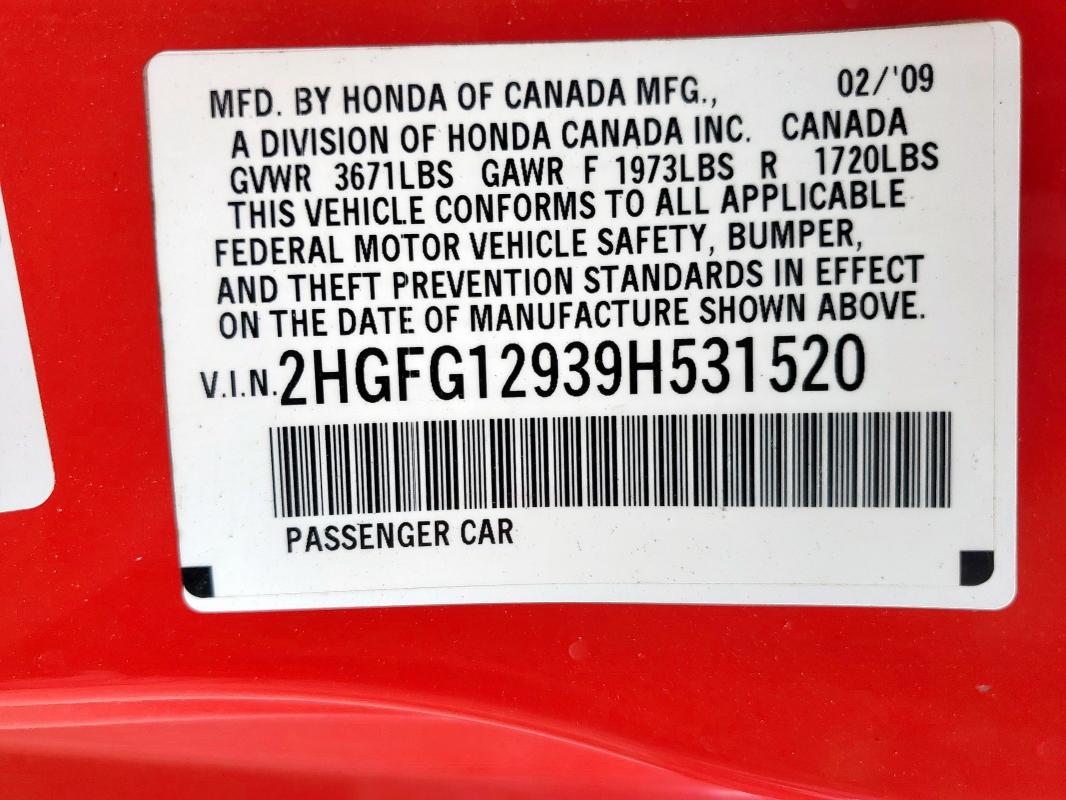 MFD. BY HONDA OF CANADA MFG., 02/'09
A DIVISION OF HONDA CANADA INC. CANADA
GVWR 3671LBS GAWR F 1973LBS R 1720LBS
THIS VEHICLE CONFORMS TO ALL APPLICABLE
FEDERAL MOTOR VEHICLE SAFETY, BUMPER,
AND THEFT PREVENTION STANDARDS IN EFFECT
ON THE DATE OF MANUFACTURE SHOWN ABOVE.
V.I.N. 2HGFG12939H531520
PASSENGER CAR